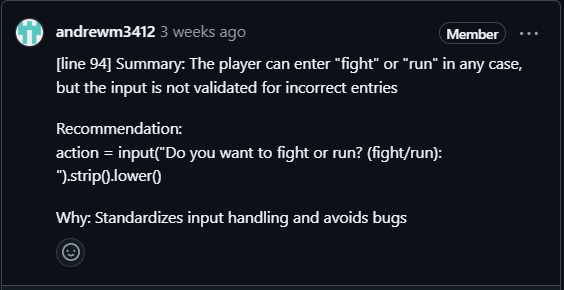 andrewm3412 3 weeks ago Member ...
[line 94] Summary: The player can enter "fight" or "run" in any case,
but the input is not validated for incorrect entries
Recommendation:
action = input("Do you want to fight or run? (fight/run):
").strip().lower()
Why: Standardizes input handling and avoids bugs